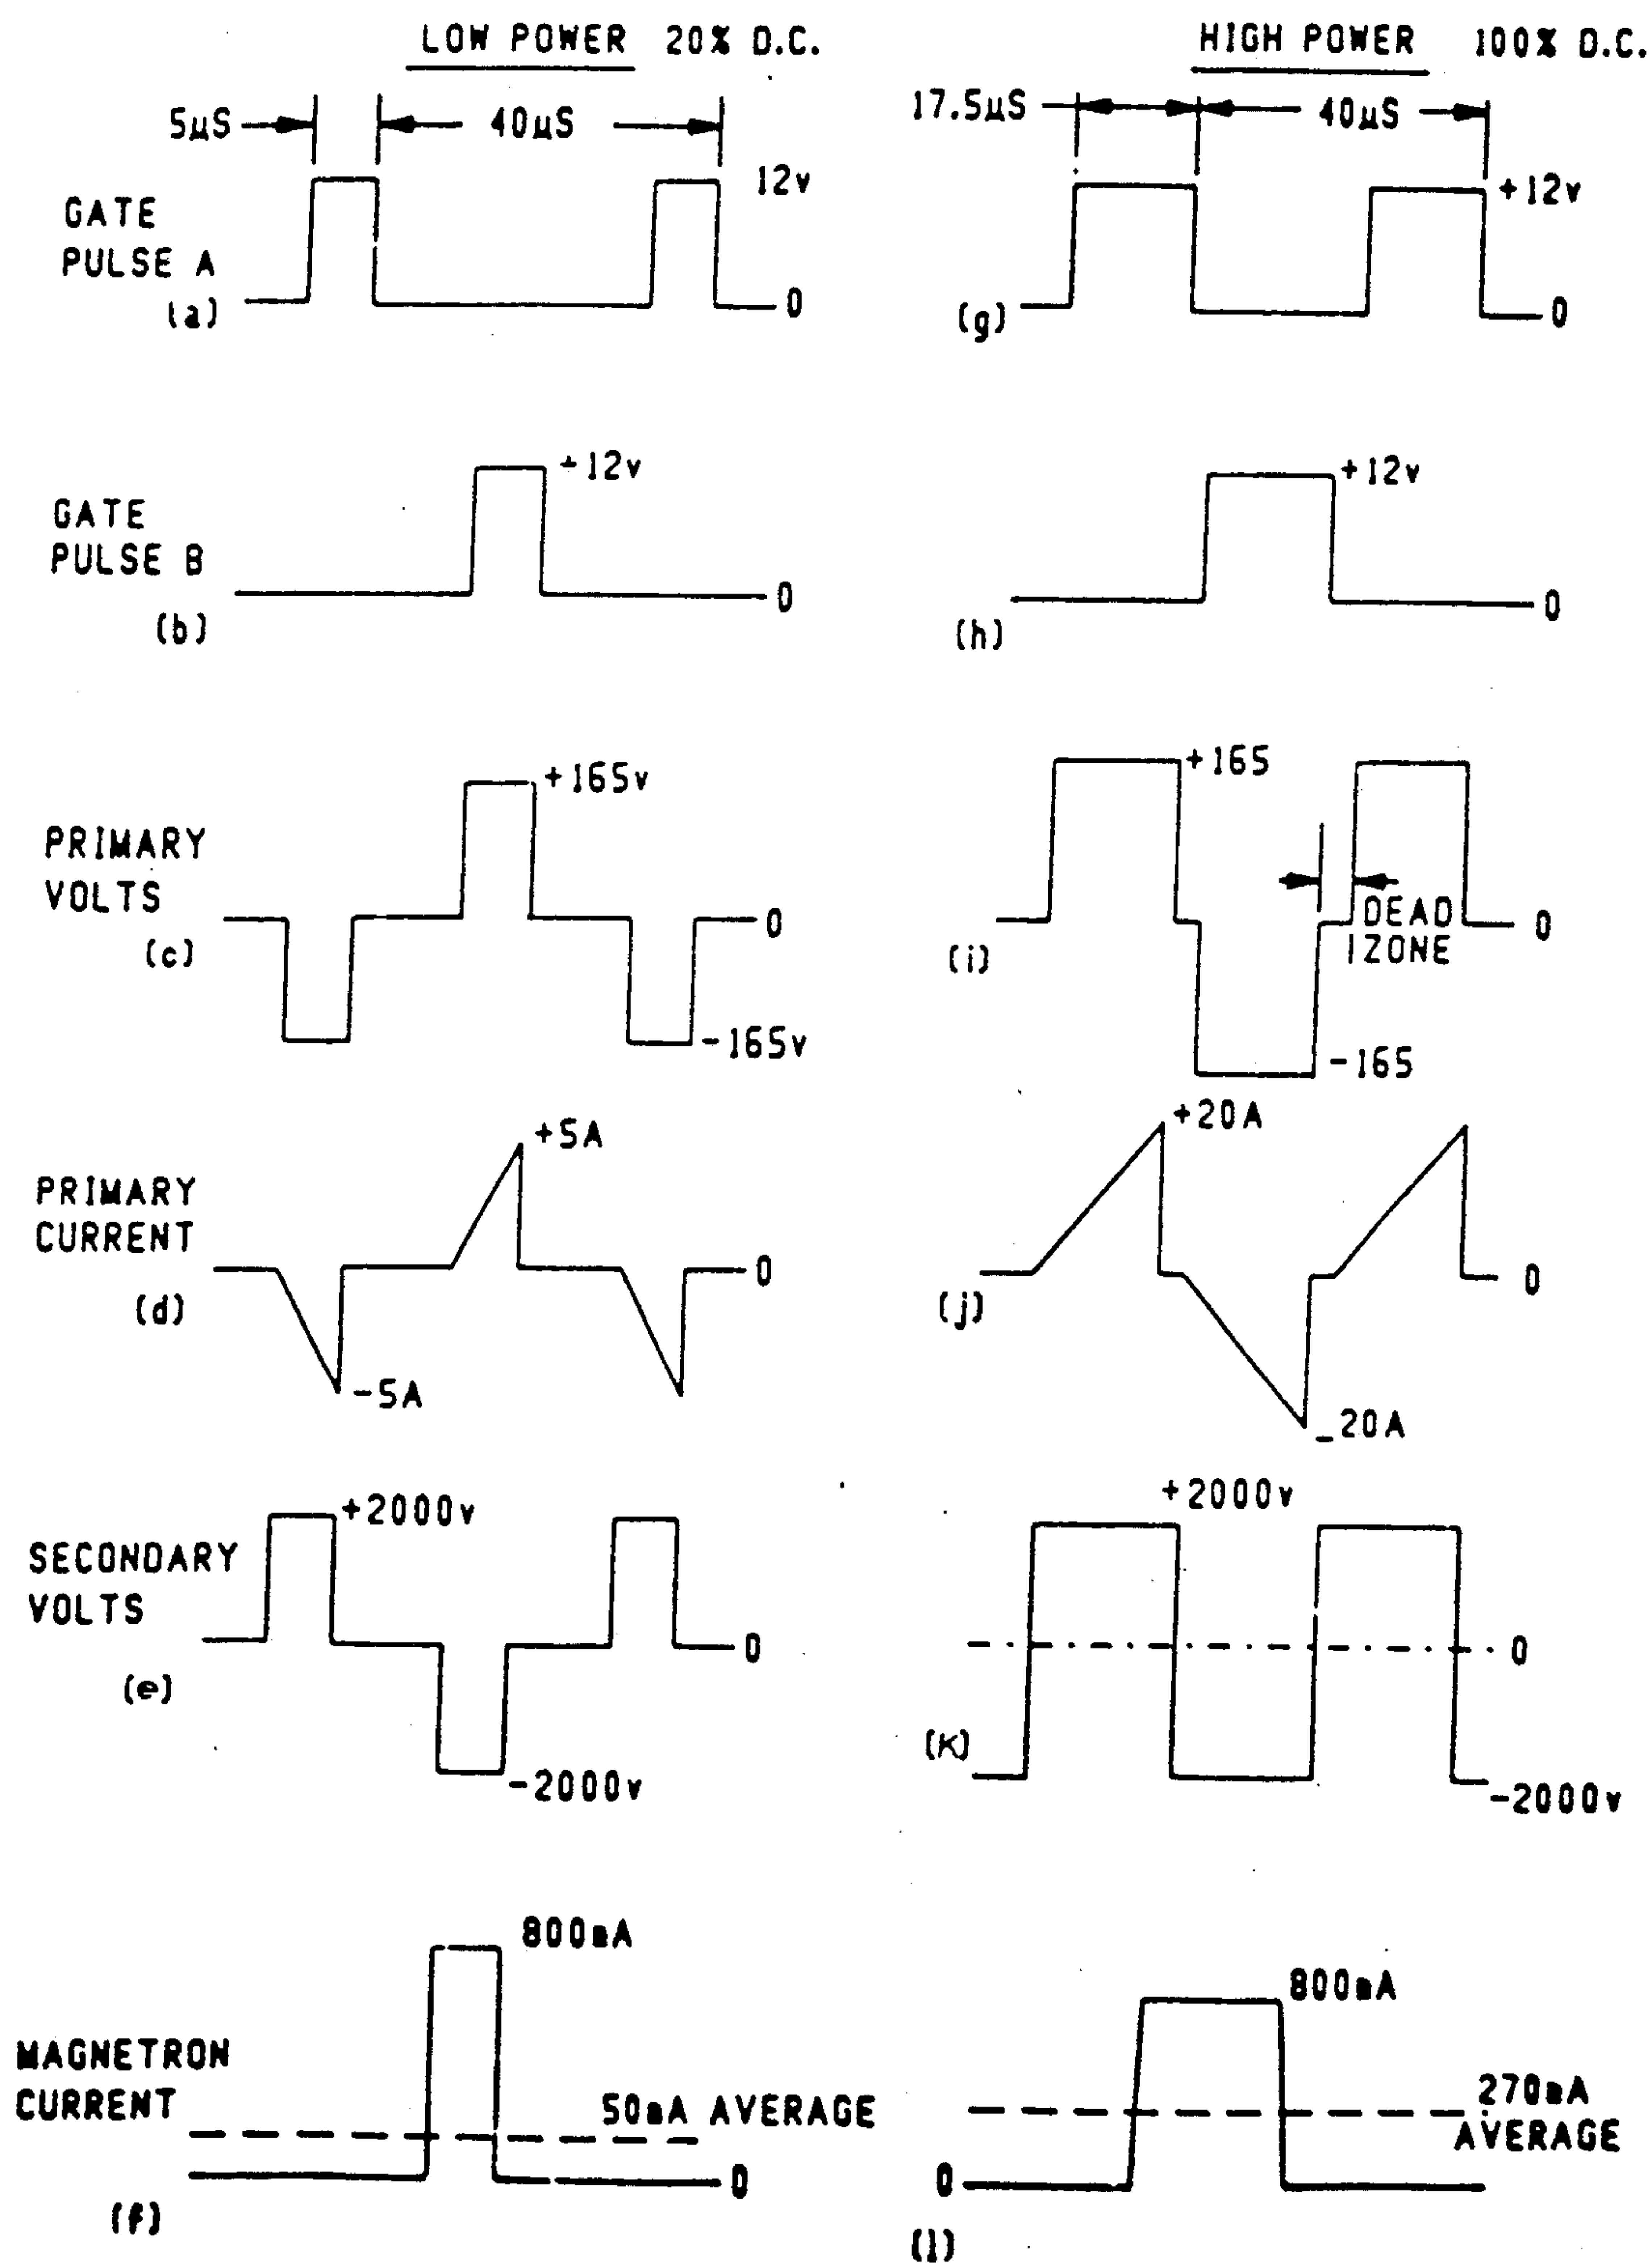 LOW POWER 20% D.C.
HIGH POWER 100% D.C.
5µS
40µS
17.5µS
40µS
GATE
PULSE A
(a)
12v
0
(g)
+12v
0
GATE
PULSE B
(b)
+12v
0
(h)
+12v
0
PRIMARY
VOLTS
(c)
+165v
0
-165v
(i)
+165
DEAD
ZONE
0
-165
PRIMARY
CURRENT
(d)
+5A
0
-5A
(j)
+20A
0
-20A
SECONDARY
VOLTS
(e)
+2000v
0
-2000v
(K)
+2000v
0
-2000v
MAGNETRON
CURRENT
(f)
800mA
50mA AVERAGE
0
(l)
800mA
270mA
AVERAGE
0